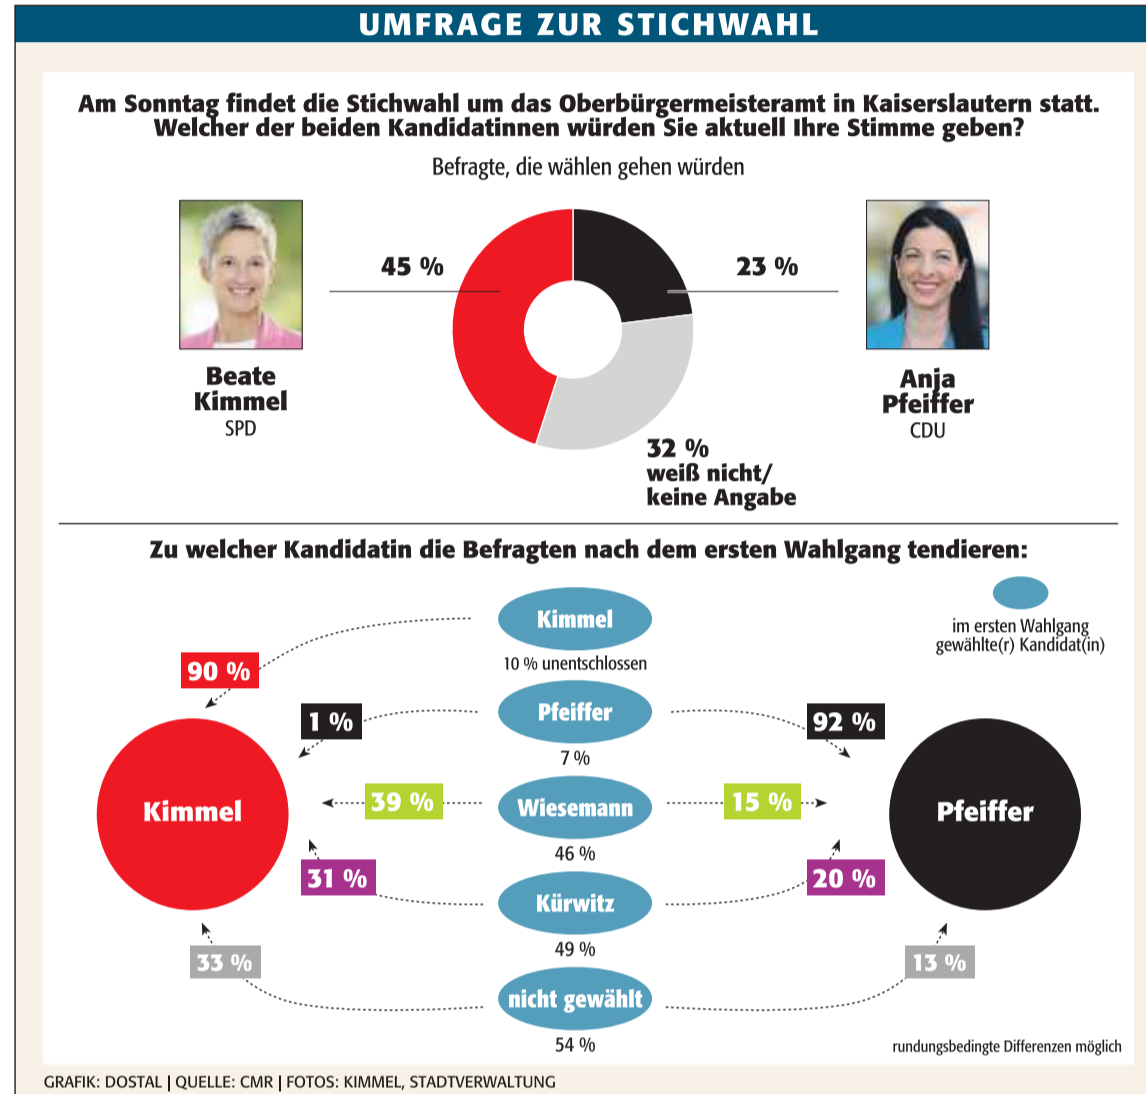 UMFRAGE ZUR STICHWAHL
Am Sonntag findet die Stichwahl um das Oberbürgermeisteramt in Kaiserslautern statt.
Welcher der beiden Kandidatinnen würden Sie aktuell Ihre Stimme geben?
Befragte, die wählen gehen würden
45 %
23 %
Beate
Kimmel
SPD
Anja
Pfeiffer
CDU
32 %
weiß nicht/
keine Angabe
Zu welcher Kandidatin die Befragten nach dem ersten Wahlgang tendieren:
Kimmel
im ersten Wahlgang
gewählte(r) Kandidat(in)
10 % unentschlossen
90 %
Pfeiffer
1 %
92 %
7 %
Kimmel
39 %
Wiesemann
15 %
Pfeiffer
46 %
31 %
20 %
Kürwitz
49 %
33 %
13 %
nicht gewählt
54 %
rundungsbedingte Differenzen möglich
GRAFIK: DOSTAL | QUELLE: CMR | FOTOS: KIMMEL, STADTVERWALTUNG